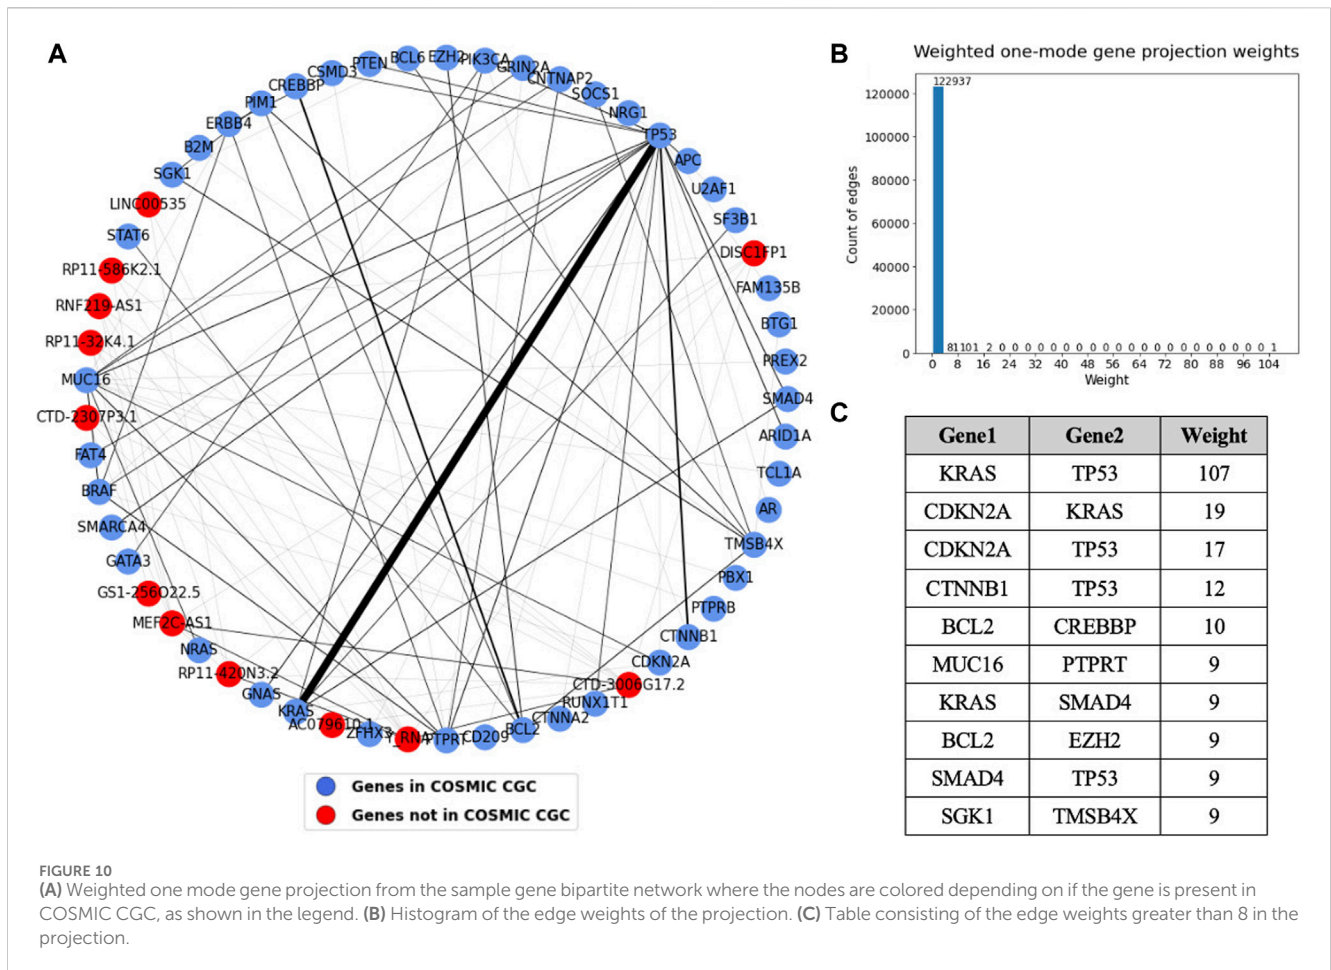 A
CSMD3
PTEN
BCL6
EZH2
PIK3CA
GRIN2A
CNTNAP2
SOCS1
NRG1
TP53
APC
U2AF1
SF3B1
DISC1FP1
FAM135B
BTG1
PREX2
SMAD4
ARID1A
TCL1A
AR
TMSB4X
PBX1
PTPRB
CTNNB1
CDKN2A
CTD-3006G17.2
RUNX1T1
CTNNA2
BCL2
CD209
PTPRT
Y_RNA
ZFHX3
AC079610.1
KRAS
GNAS
RP11-420N3.2
NRAS
MEF2C-AS1
GS1-256O22.5
GATA3
SMARCA4
BRAF
FAT4
CTD-2307P3.1
MUC16
RP11-32K4.1
RNF219-AS1
RP11-586K2.1
STAT6
LINC00535
SGK1
B2M
ERBB4
PIM1
CREBBP
Genes in COSMIC CGC
Genes not in COSMIC CGC
B
Weighted one-mode gene projection weights
Count of edges
120000
100000
80000
60000
40000
20000
0
122937
81101 2 0 0 0 0 0 0 0 0 0 0 0 0 0 0 0 0 0 0 0 0 0 1
0 8 16 24 32 40 48 56 64 72 80 88 96 104
Weight
C
Gene1 Gene2 Weight
KRAS TP53 107
CDKN2A KRAS 19
CDKN2A TP53 17
CTNNB1 TP53 12
BCL2 CREBBP 10
MUC16 PTPRT 9
KRAS SMAD4 9
BCL2 EZH2 9
SMAD4 TP53 9
SGK1 TMSB4X 9
FIGURE 10
(A) Weighted one mode gene projection from the sample gene bipartite network where the nodes are colored depending on if the gene is present in
COSMIC CGC, as shown in the legend. (B) Histogram of the edge weights of the projection. (C) Table consisting of the edge weights greater than 8 in the
projection.